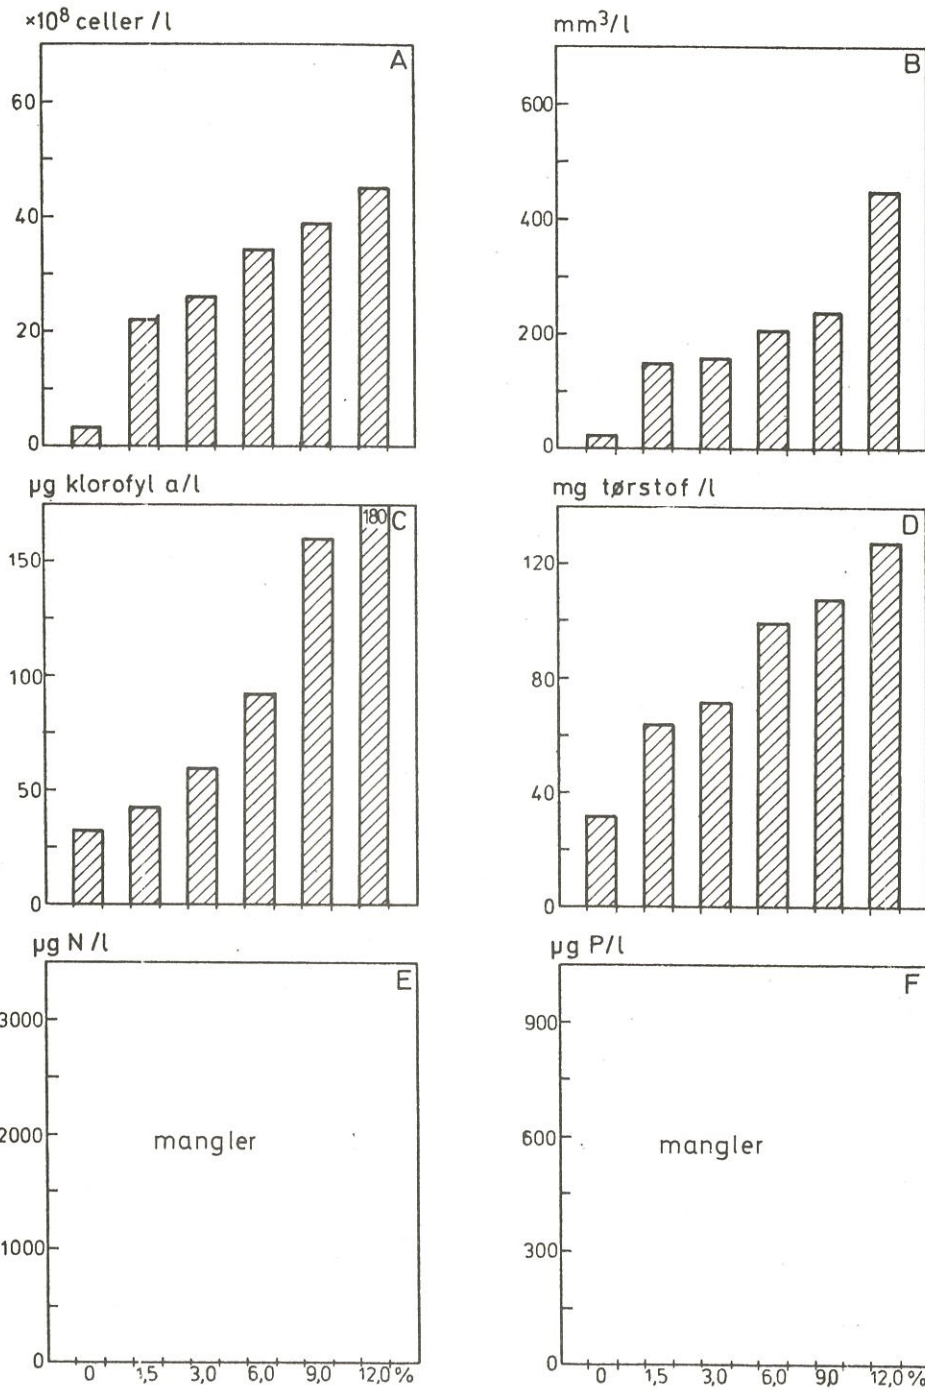 ×10⁸ celler /l
A
60
40
20
0
mm³/l
B
600
400
200
0
µg klorofyl a/l
180 C
150
100
50
0
mg tørstof /l
D
120
80
40
0
µg N /l
E
3000
2000
mangler
1000
0
0 1,5 3,0 6,0 9,0 12,0 %
µg P/l
F
900
600
mangler
300
0
0 1,5 3,0 6,0 9,0 12,0 %